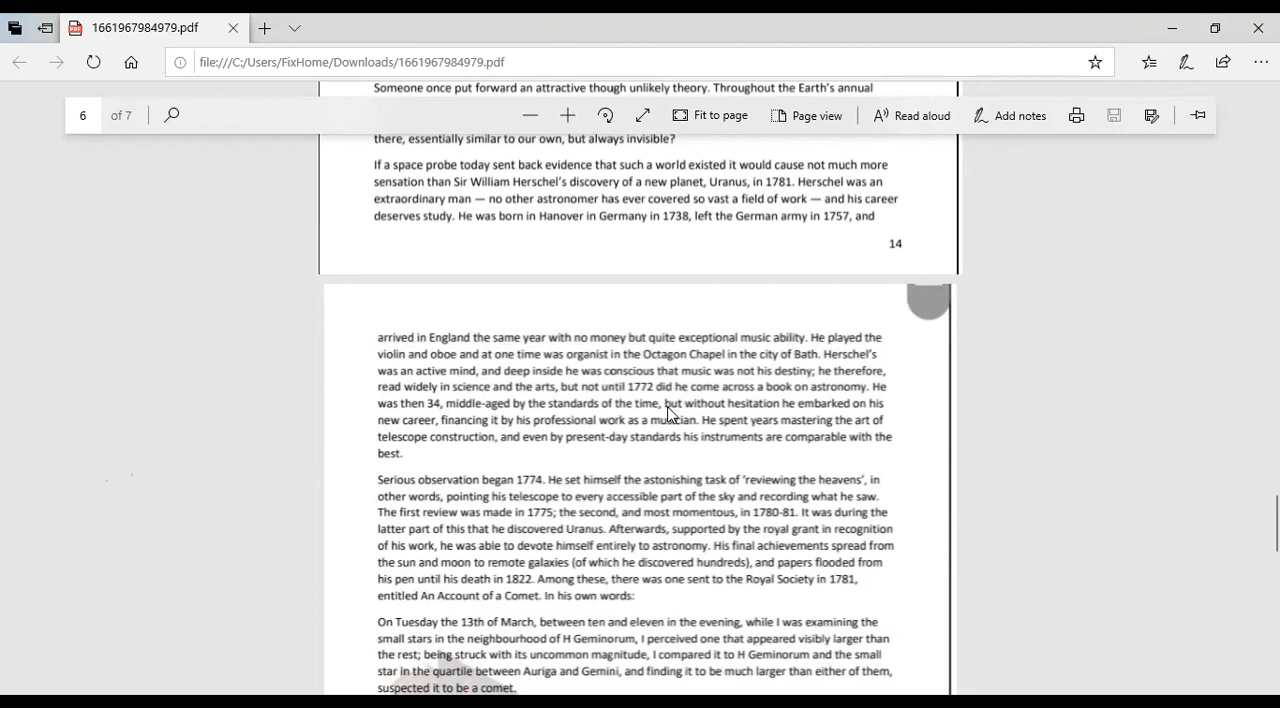 1661967984979.pdf
file:///C:/Users/FixHome/Downloads/1661967984979.pdf
Someone once put forward an attractive though unlikely theory. Throughout the Earth's annual
6 of 7 Fit to page Page view Read aloud Add notes
there, essentially similar to our own, but always invisible?
If a space probe today sent back evidence that such a world existed it would cause not much more
sensation than Sir William Herschel's discovery of a new planet, Uranus, in 1781. Herschel was an
extraordinary man — no other astronomer has ever covered so vast a field of work — and his career
deserves study. He was born in Hanover in Germany in 1738, left the German army in 1757, and
14
arrived in England the same year with no money but quite exceptional music ability. He played the
violin and oboe and at one time was organist in the Octagon Chapel in the city of Bath. Herschel's
was an active mind, and deep inside he was conscious that music was not his destiny; he therefore,
read widely in science and the arts, but not until 1772 did he come across a book on astronomy. He
was then 34, middle-aged by the standards of the time, but without hesitation he embarked on his
new career, financing it by his professional work as a musician. He spent years mastering the art of
telescope construction, and even by present-day standards his instruments are comparable with the
best.
Serious observation began 1774. He set himself the astonishing task of 'reviewing the heavens', in
other words, pointing his telescope to every accessible part of the sky and recording what he saw.
The first review was made in 1775; the second, and most momentous, in 1780-81. It was during the
latter part of this that he discovered Uranus. Afterwards, supported by the royal grant in recognition
of his work, he was able to devote himself entirely to astronomy. His final achievements spread from
the sun and moon to remote galaxies (of which he discovered hundreds), and papers flooded from
his pen until his death in 1822. Among these, there was one sent to the Royal Society in 1781,
entitled An Account of a Comet. In his own words:
On Tuesday the 13th of March, between ten and eleven in the evening, while I was examining the
small stars in the neighbourhood of H Geminorum, I perceived one that appeared visibly larger than
the rest; being struck with its uncommon magnitude, I compared it to H Geminorum and the small
star in the quartile between Auriga and Gemini, and finding it to be much larger than either of them,
suspected it to be a comet.